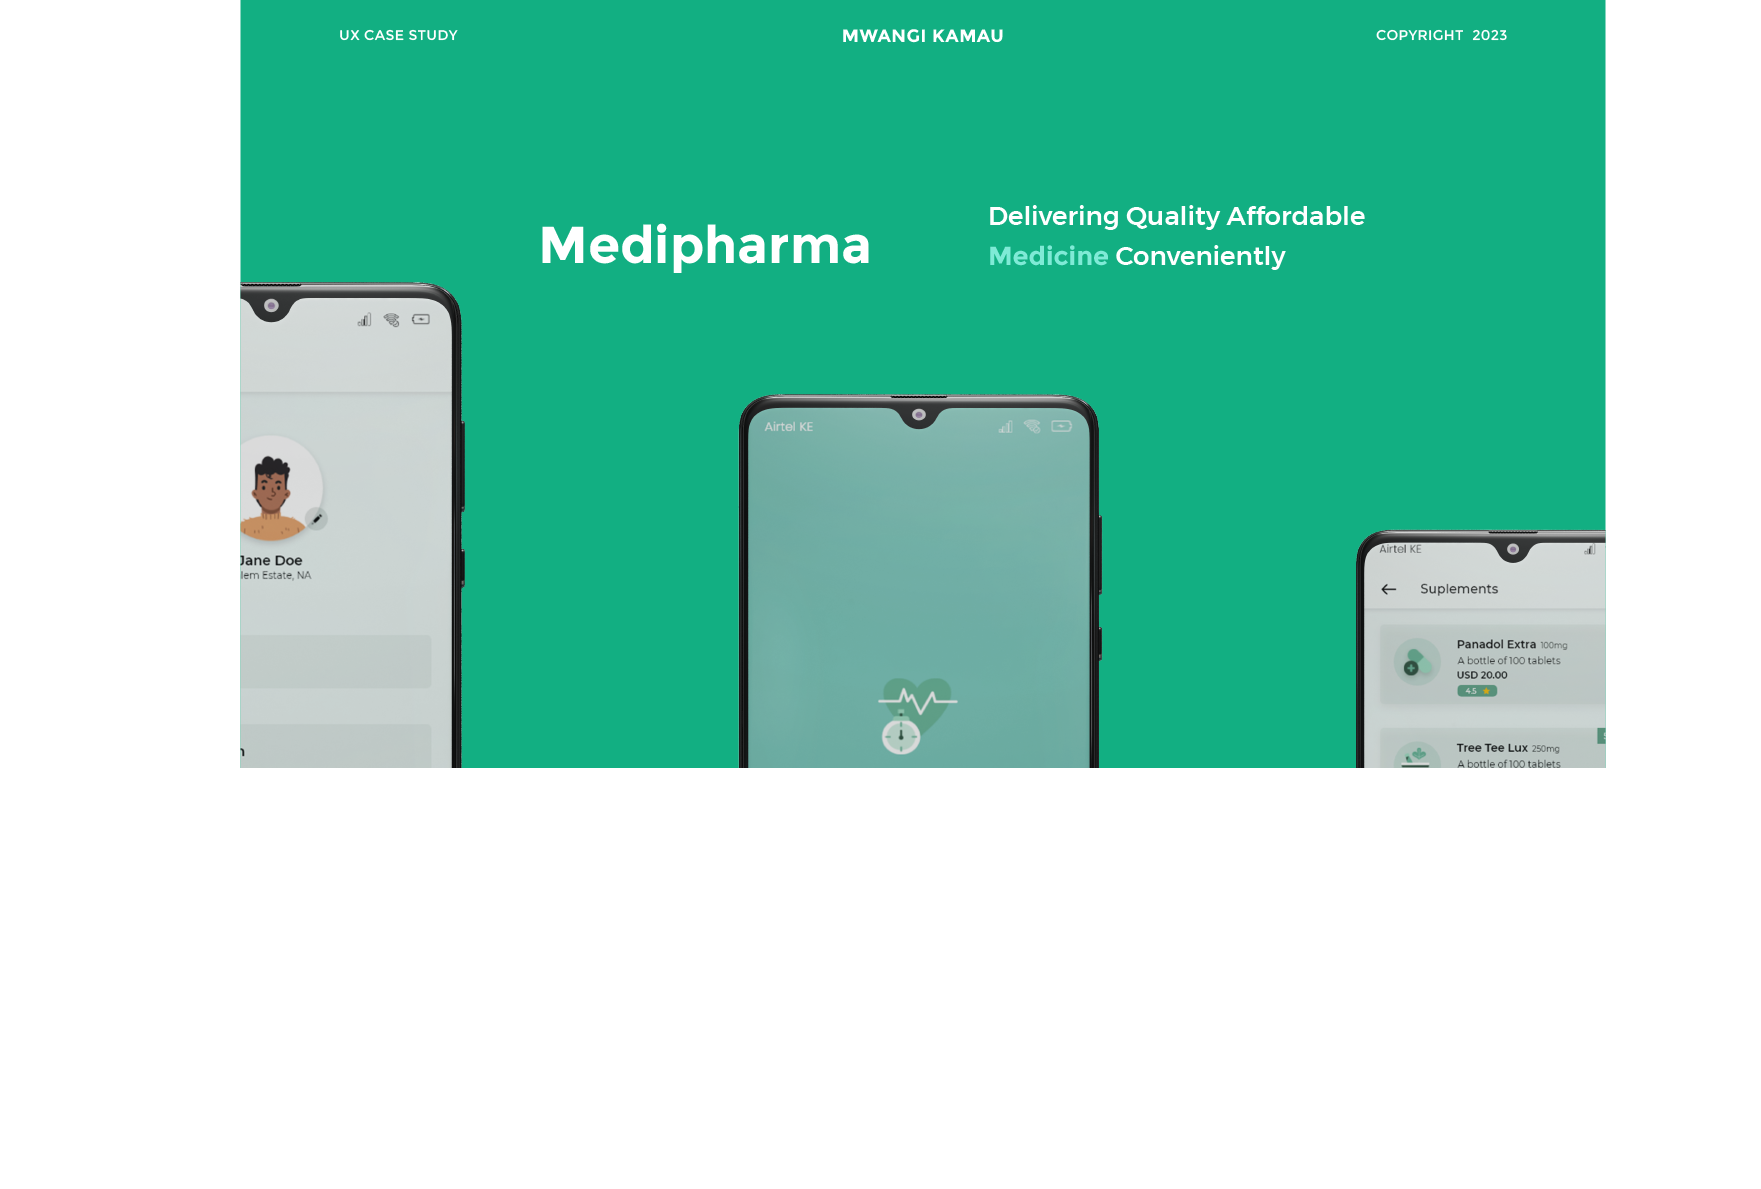 UX CASE STUDY
MWANGI KAMAU
COPYRIGHT 2023
Medipharma
Delivering Quality Affordable
Medicine Conveniently
Jane Doe
Estate, NA
Airtel KE
Airtel KE
Suplements
Panadol Extra 100mg
A bottle of 100 tablets
USD 20.00
4.5
Tree Tee Lux 250mg
A bottle of 100 tablets